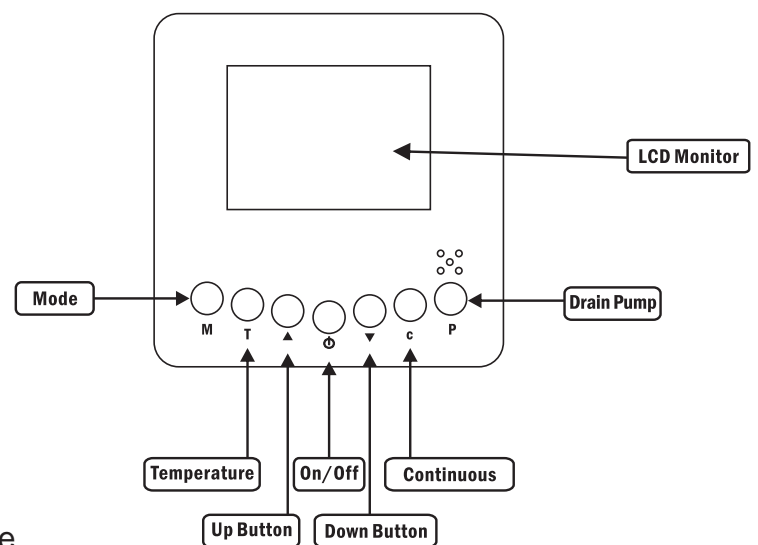 LCD Monitor
Mode
Drain Pump
M
T
c
P
Temperature
On/Off
Continuous
Up Button
Down Button
e